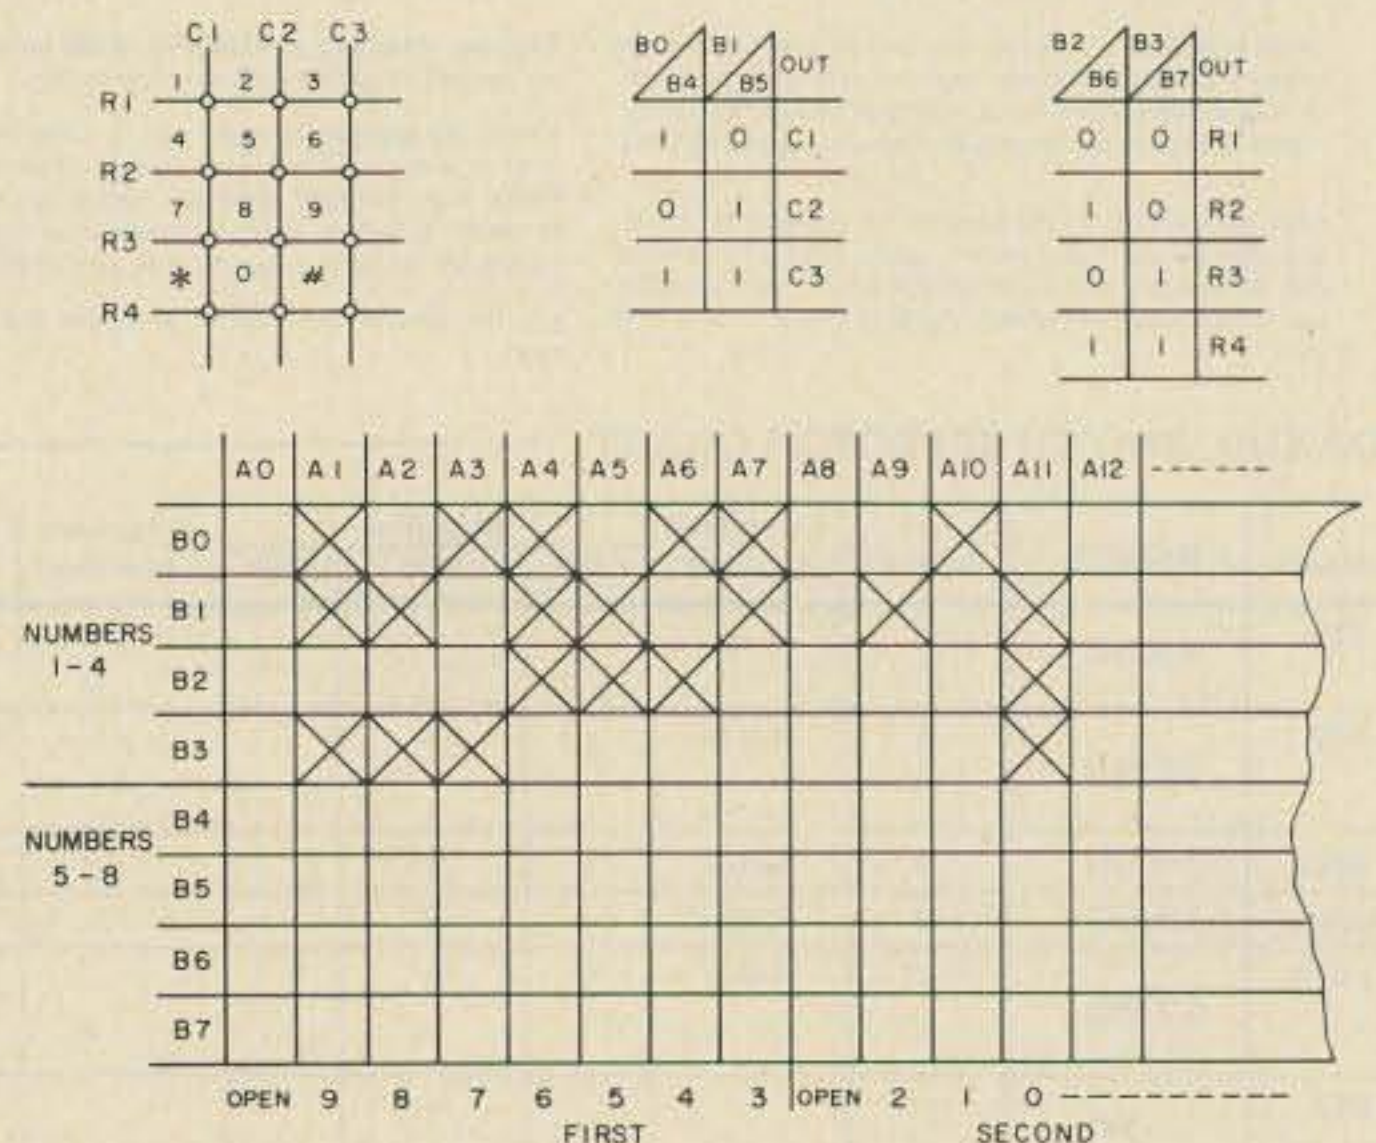 C1 C2 C3
1 2 3
R1
4 5 6
R2
7 8 9
R3
* 0 #
R4
B0 B1 OUT
B4 B5
1 0 C1
0 1 C2
1 1 C3
B2 B3 OUT
B6 B7
0 0 R1
1 0 R2
0 1 R3
1 1 R4
A0 A1 A2 A3 A4 A5 A6 A7 A8 A9 A10 A11 A12 ------
NUMBERS
1-4
B0
B1
B2
B3
NUMBERS
5-8
B4
B5
B6
B7
OPEN 9 8 7 6 5 4 3 OPEN 2 1 0 ----------
FIRST SECOND